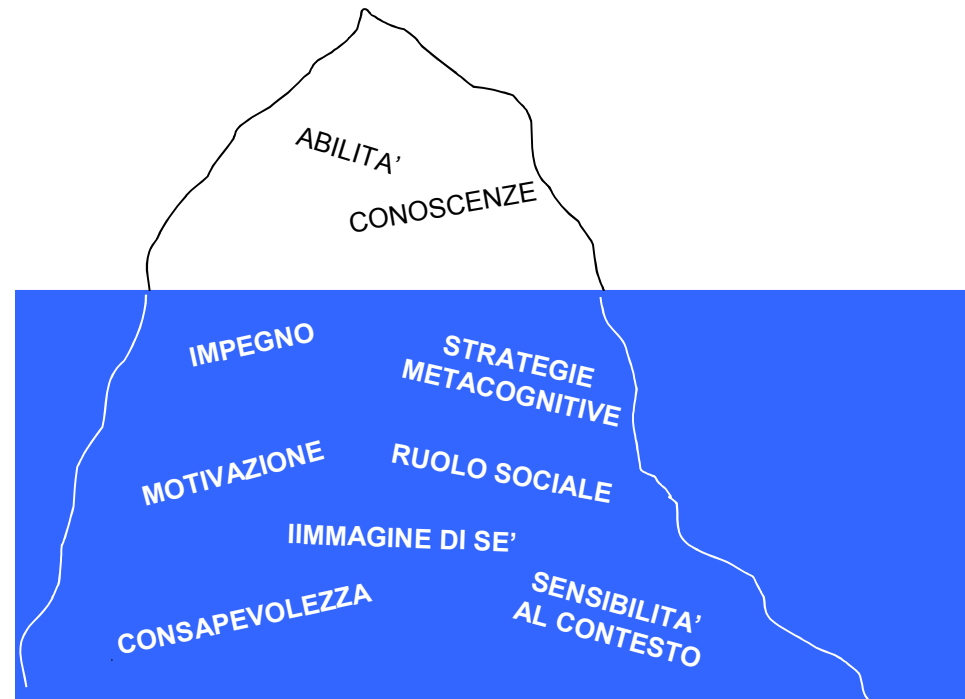 ABILITA’
CONOSCENZE
IMPEGNO
STRATEGIE
METACOGNITIVE
MOTIVAZIONE
RUOLO SOCIALE
IIMMAGINE DI SE’
CONSAPEVOLEZZA
SENSIBILITA’
AL CONTESTO